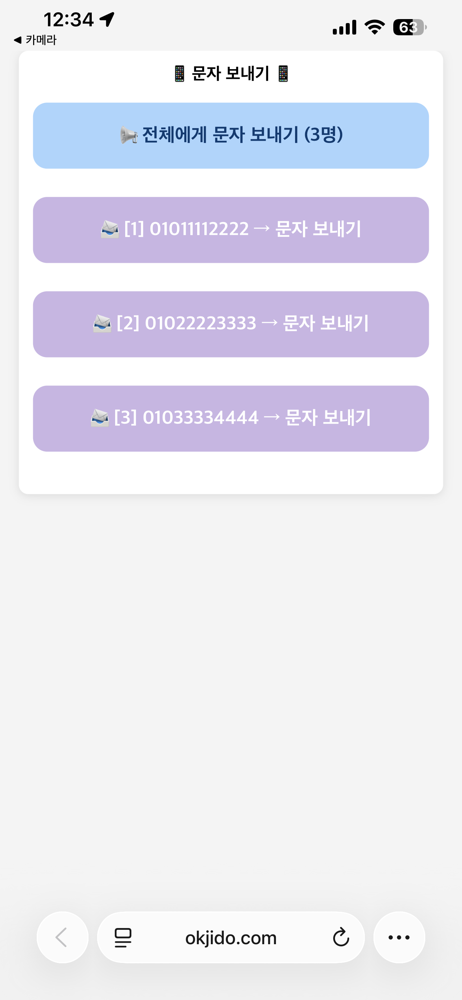 12:34
63
◀ 카메라
📱 문자 보내기 📱
📢 전체에게 문자 보내기 (3명)
📨 [1] 01011112222 → 문자 보내기
📨 [2] 01022223333 → 문자 보내기
📨 [3] 01033334444 → 문자 보내기
okjido.com